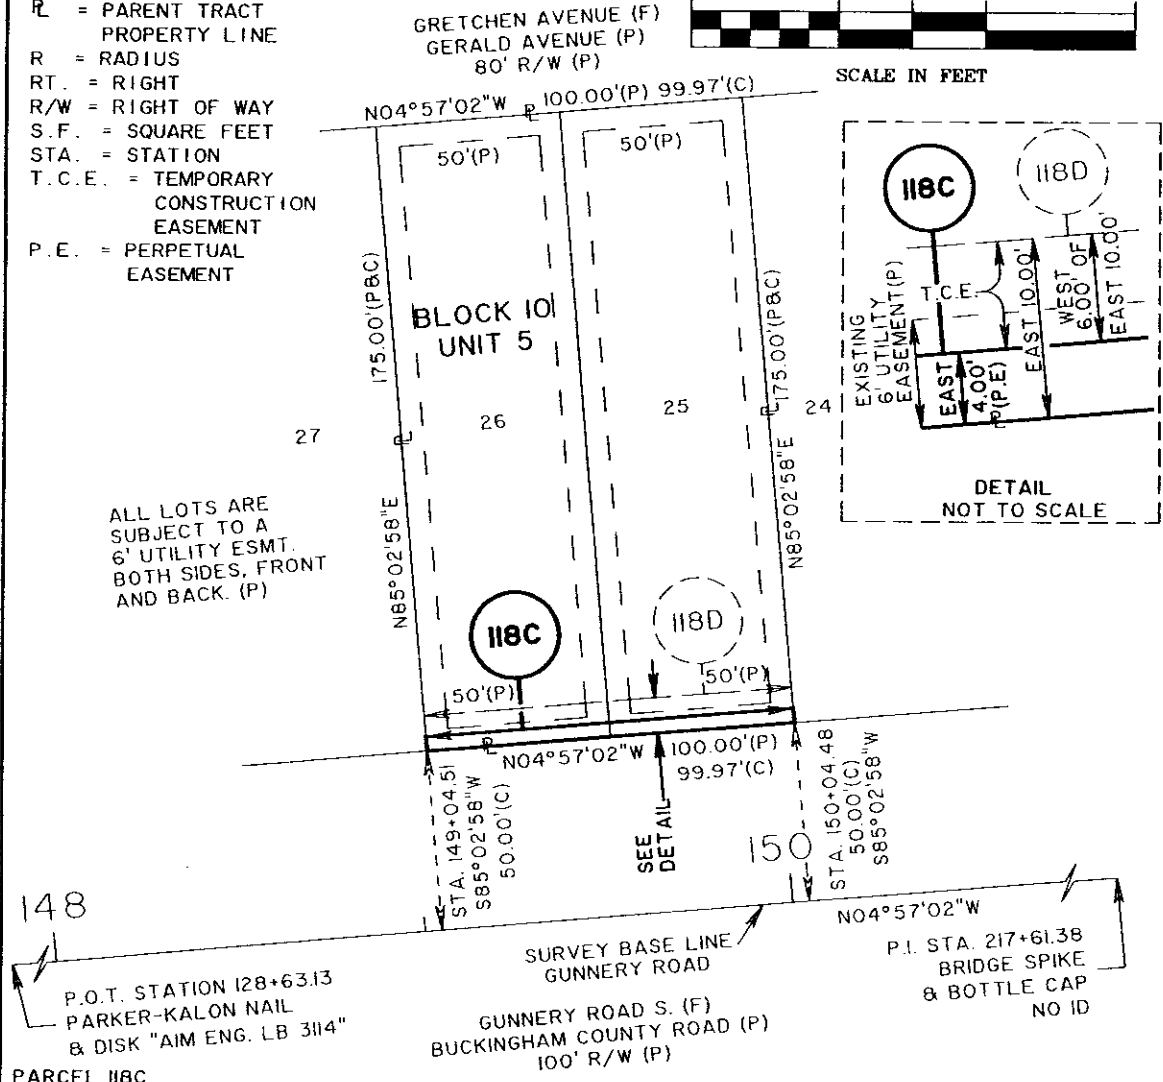 PL = PARENT TRACT
PROPERTY LINE
R = RADIUS
RT. = RIGHT
R/W = RIGHT OF WAY
S.F. = SQUARE FEET
STA. = STATION
T.C.E. = TEMPORARY
CONSTRUCTION
EASEMENT
P.E. = PERPETUAL
EASEMENT
GRETCHEN AVENUE (F)
GERALD AVENUE (P)
80' R/W (P)
SCALE IN FEET
N04°57'02"W PL 100.00'(P) 99.97'(C)
50'(P)
50'(P)
175.00'(P&C)
BLOCK 10
UNIT 5
175.00'(P&C)
27
PL
26
25
PL
24
N85°02'58"E
N85°02'58"E
ALL LOTS ARE
SUBJECT TO A
6' UTILITY ESMT.
BOTH SIDES, FRONT
AND BACK. (P)
118C
118D
50'(P)
50'(P)
PL
N04°57'02"W 100.00'(P)
99.97'(C)
118C
118D
EXISTING
6' UTILITY
EASEMENT(P)
T.C.E.
EAST 10.00'
WEST
6.00' OF
EAST 10.00'
EAST
4.00'
(P.E)
PL
DETAIL
NOT TO SCALE
STA. 149+04.51
S85°02'58"W
50.00'(C)
SEE
DETAIL
150
STA. 150+04.48
50.00'(C)
S85°02'58"W
148
N04°57'02"W
SURVEY BASE LINE
GUNNERY ROAD
P.O.T. STATION 128+63.13
PARKER-KALON NAIL
& DISK "AIM ENG. LB 3114"
P.I. STA. 217+61.38
BRIDGE SPIKE
& BOTTLE CAP
NO ID
GUNNERY ROAD S. (F)
BUCKINGHAM COUNTY ROAD (P)
100' R/W (P)
PARCEL 118C